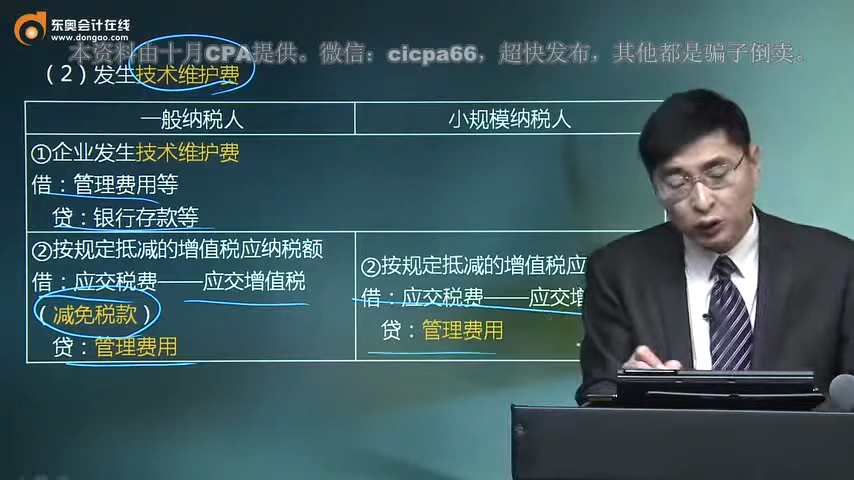 东奥会计在线
www.dongao.com
本资料由十月CPA提供。微信：cicpa66，超快发布，其他都是骗子倒卖。
（2）发生技术维护费
一般纳税人
小规模纳税人
①企业发生技术维护费
借：管理费用等
贷：银行存款等
②按规定抵减的增值税应纳税额
借：应交税费——应交增值税
（减免税款）
贷：管理费用
②按规定抵减的增值税应
借：应交税费——应交增
贷：管理费用